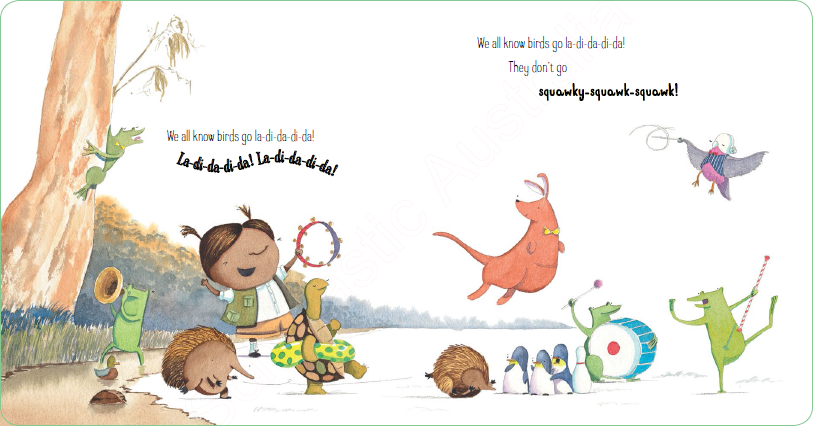 We all know birds go la-di-da-di-da!
La-di-da-di-da! La-di-da-di-da!
We all know birds go la-di-da-di-da!
They don't go
squawky-squawk-squawk!